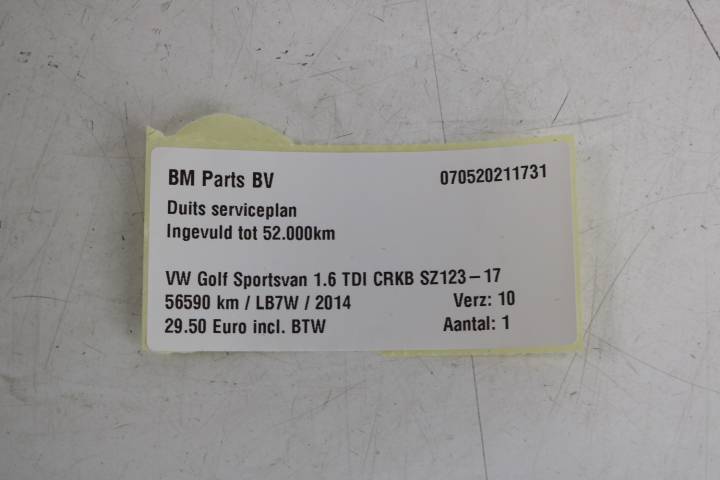 BM Parts BV 070520211731
Duits serviceplan
Ingevuld tot 52.000km
VW Golf Sportsvan 1.6 TDI CRKB SZ123-17
56590 km / LB7W / 2014 Verz: 10
29.50 Euro incl. BTW Aantal: 1